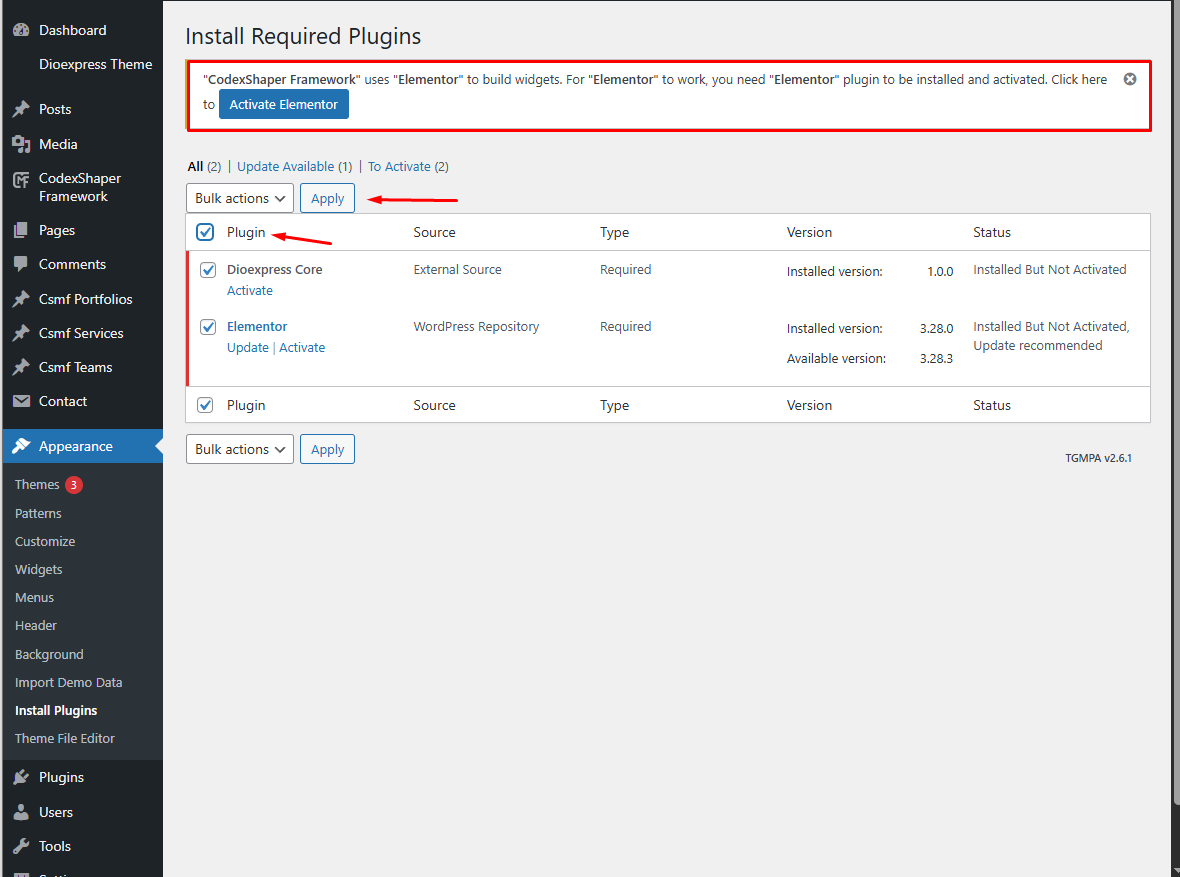 Dashboard
Dioexpress Theme
Posts
Media
CodexShaper
Framework
Pages
Comments
Csmf Portfolios
Csmf Services
Csmf Teams
Contact
Appearance
Themes 3
Patterns
Customize
Widgets
Menus
Header
Background
Import Demo Data
Install Plugins
Theme File Editor
Plugins
Users
Tools
Install Required Plugins
"CodexShaper Framework" uses "Elementor" to build widgets. For "Elementor" to work, you need "Elementor" plugin to be installed and activated. Click here
to Activate Elementor
All (2) | Update Available (1) | To Activate (2)
Bulk actions Apply
Plugin Source Type Version Status
Dioexpress Core External Source Required Installed version: 1.0.0 Installed But Not Activated
Activate
Elementor WordPress Repository Required Installed version: 3.28.0 Installed But Not Activated,
Update | Activate Available version: 3.28.3 Update recommended
Plugin Source Type Version Status
Bulk actions Apply
TGMPA v2.6.1